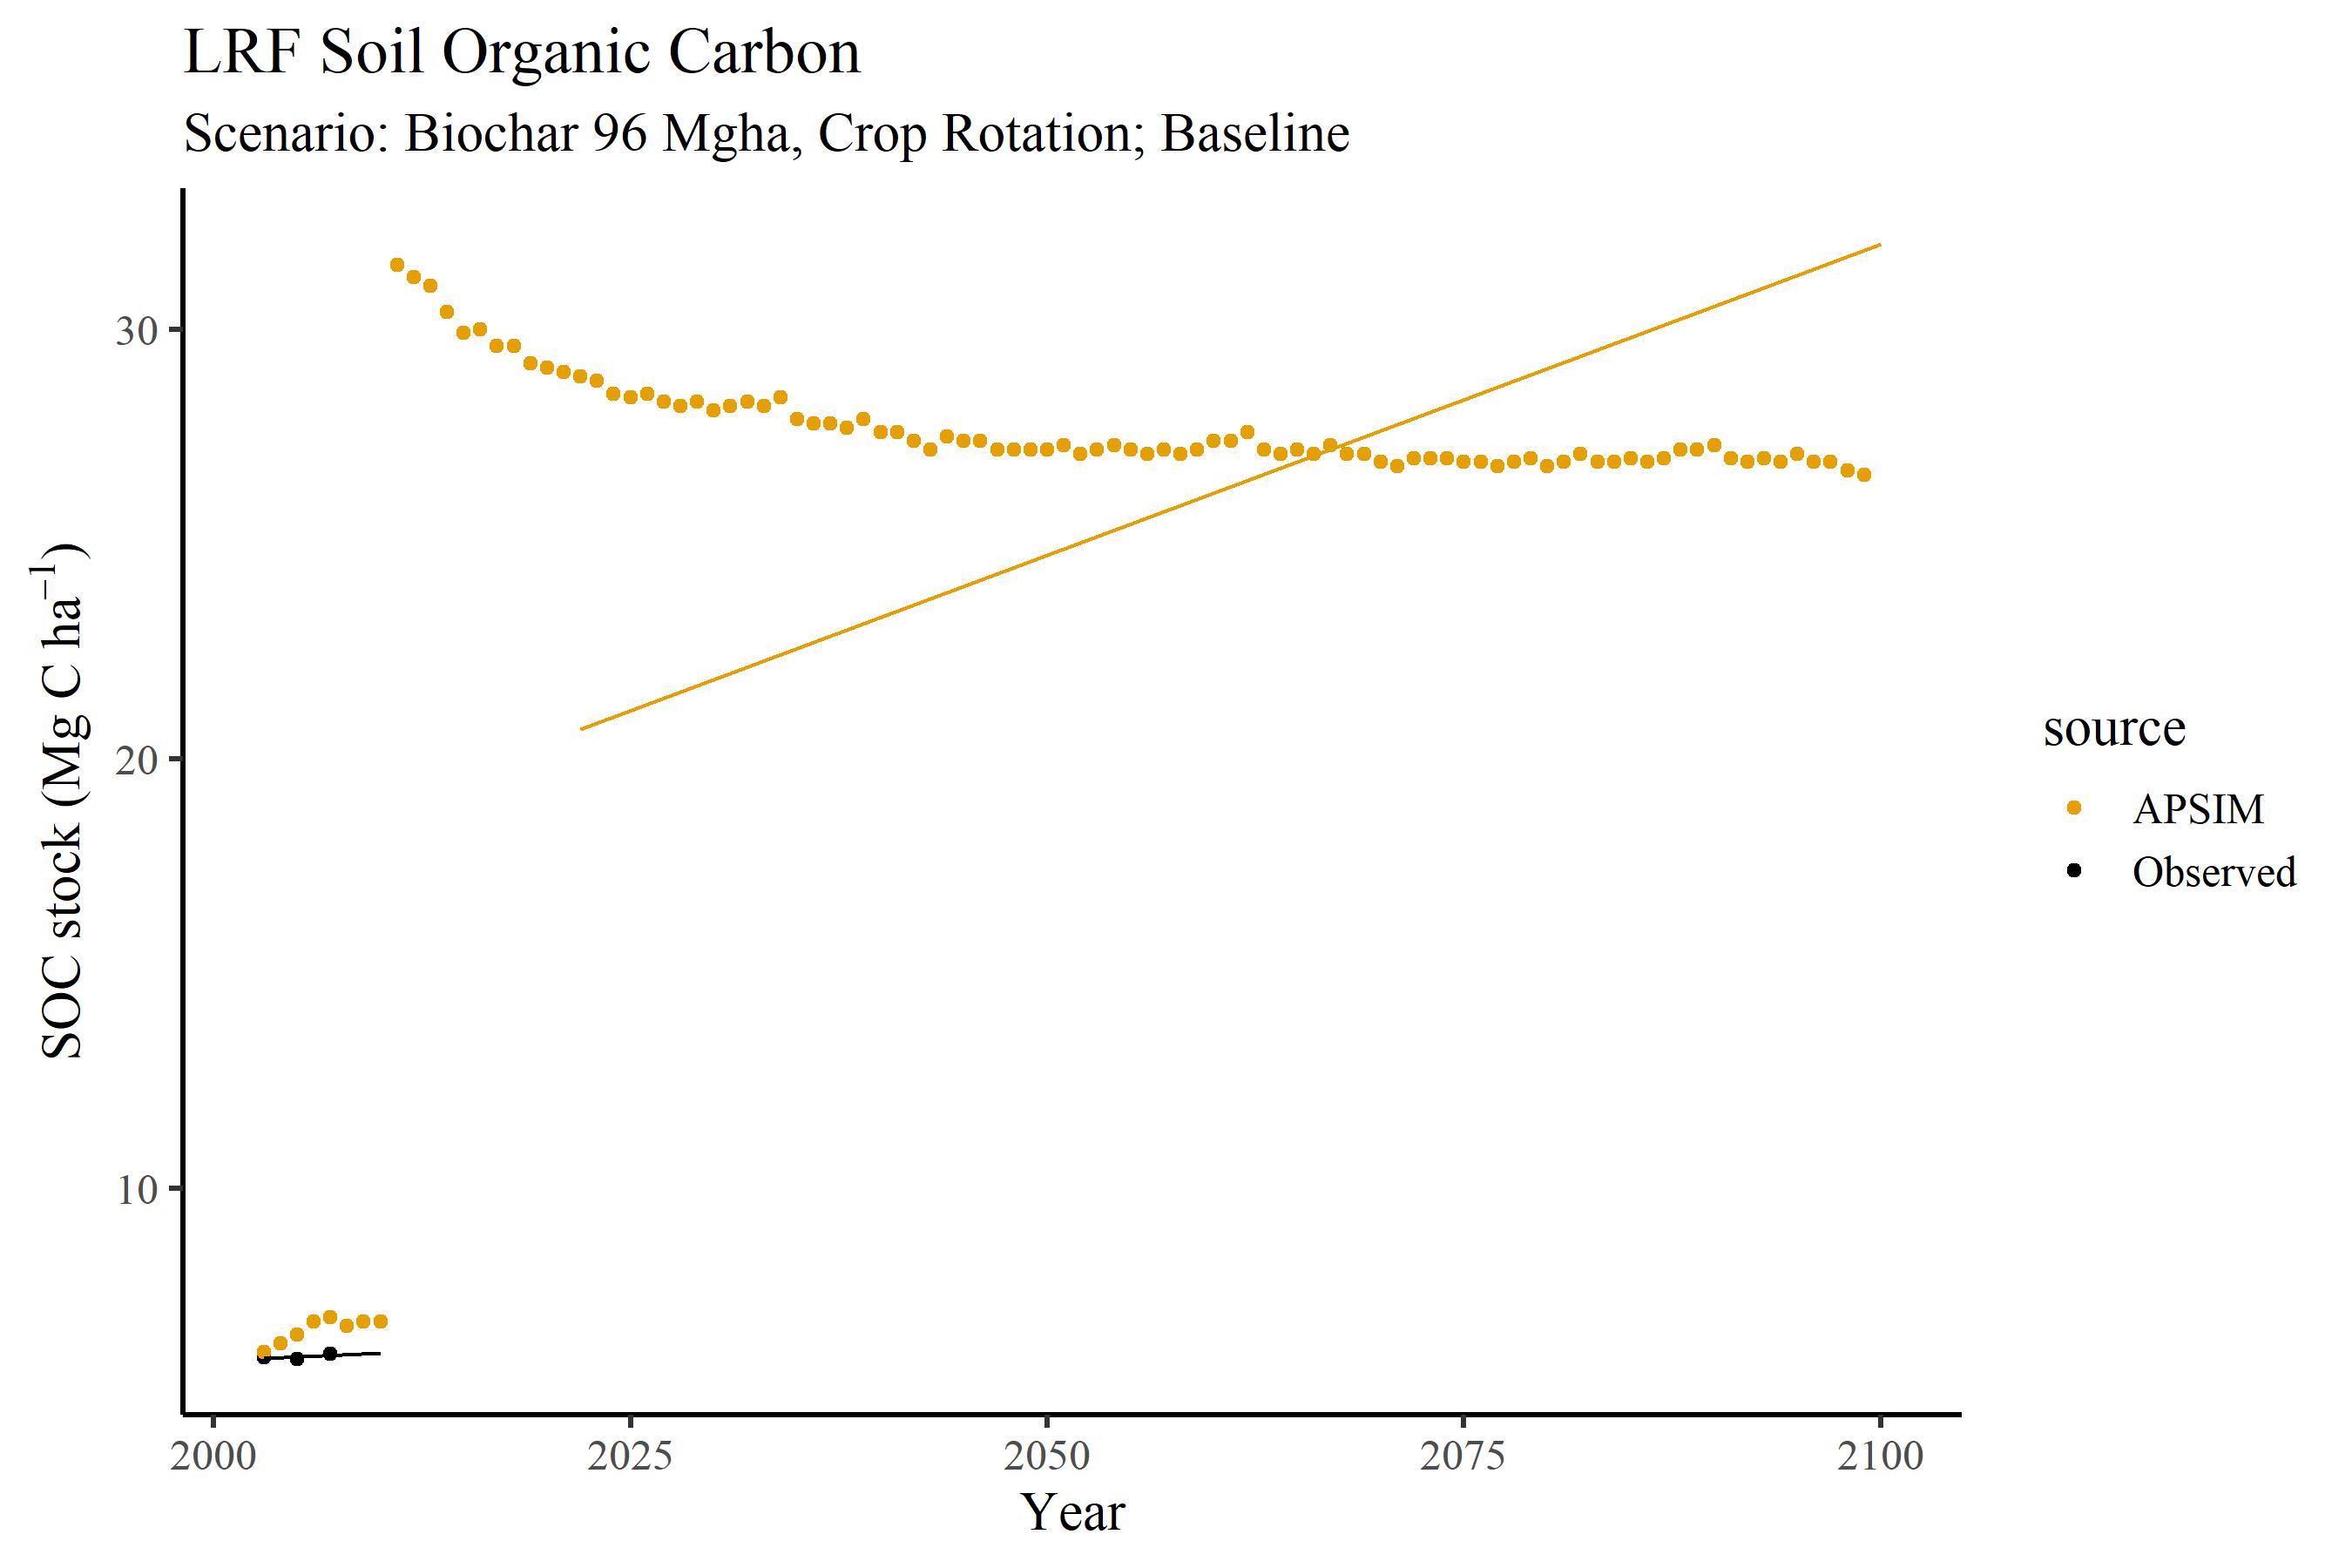 LRF Soil Organic Carbon
Scenario: Biochar 96 Mgha, Crop Rotation; Baseline
SOC stock (Mg C ha⁻¹)
30
20
10
2000 2025 2050 2075 2100
Year
source
APSIM
Observed